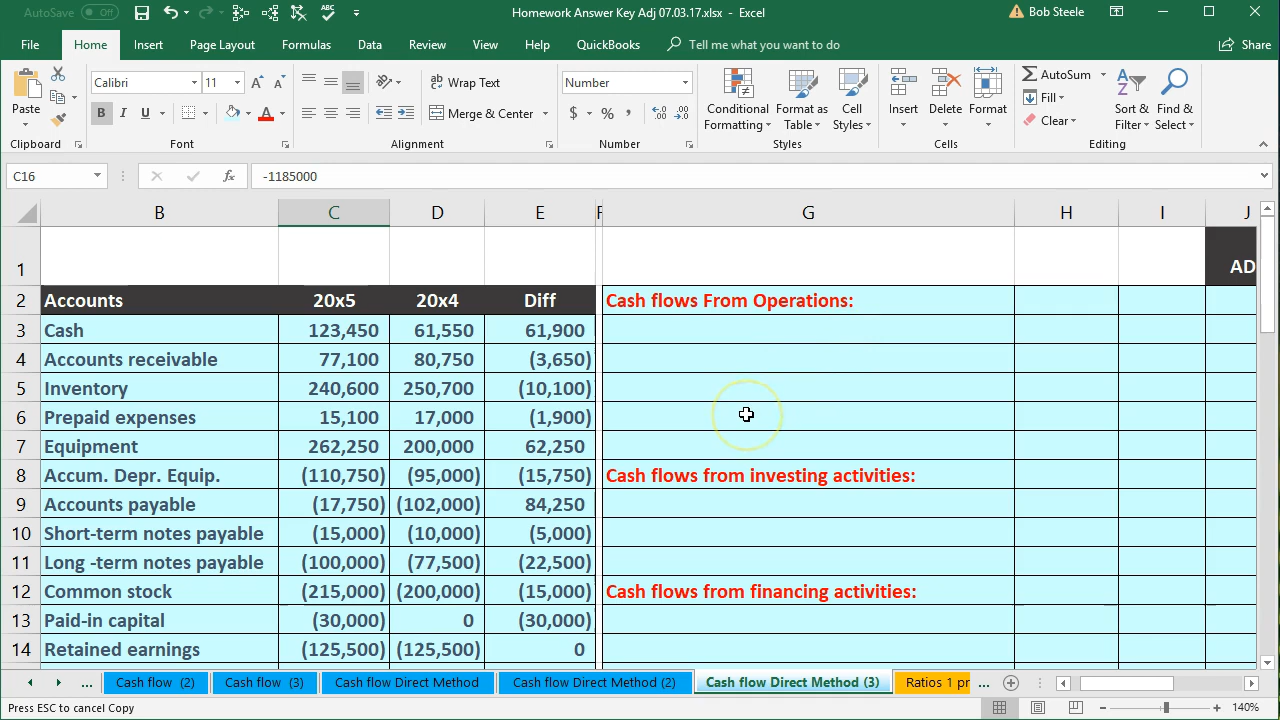 AutoSave Off Homework Answer Key Adj 07.03.17.xlsx - Excel Bob Steele
File Home Insert Page Layout Formulas Data Review View Help QuickBooks Tell me what you want to do Share
Paste Calibri 11 Wrap Text Number Conditional Formatting Format as Table Cell Styles Insert Delete Format AutoSum Sort & Filter Find & Select
B I U A Merge & Center $ % Fill
Clear
Clipboard Font Alignment Number Styles Cells Editing
C16 fx -1185000
B C D E F G H I J
1 AD
2 Accounts 20x5 20x4 Diff Cash flows From Operations:
3 Cash 123,450 61,550 61,900
4 Accounts receivable 77,100 80,750 (3,650)
5 Inventory 240,600 250,700 (10,100)
6 Prepaid expenses 15,100 17,000 (1,900)
7 Equipment 262,250 200,000 62,250
8 Accum. Depr. Equip. (110,750) (95,000) (15,750) Cash flows from investing activities:
9 Accounts payable (17,750) (102,000) 84,250
10 Short-term notes payable (15,000) (10,000) (5,000)
11 Long -term notes payable (100,000) (77,500) (22,500)
12 Common stock (215,000) (200,000) (15,000) Cash flows from financing activities:
13 Paid-in capital (30,000) 0 (30,000)
14 Retained earnings (125,500) (125,500) 0
... Cash flow (2) Cash flow (3) Cash flow Direct Method Cash flow Direct Method (2) Cash flow Direct Method (3) Ratios 1 pr ...
Press ESC to cancel Copy 140%